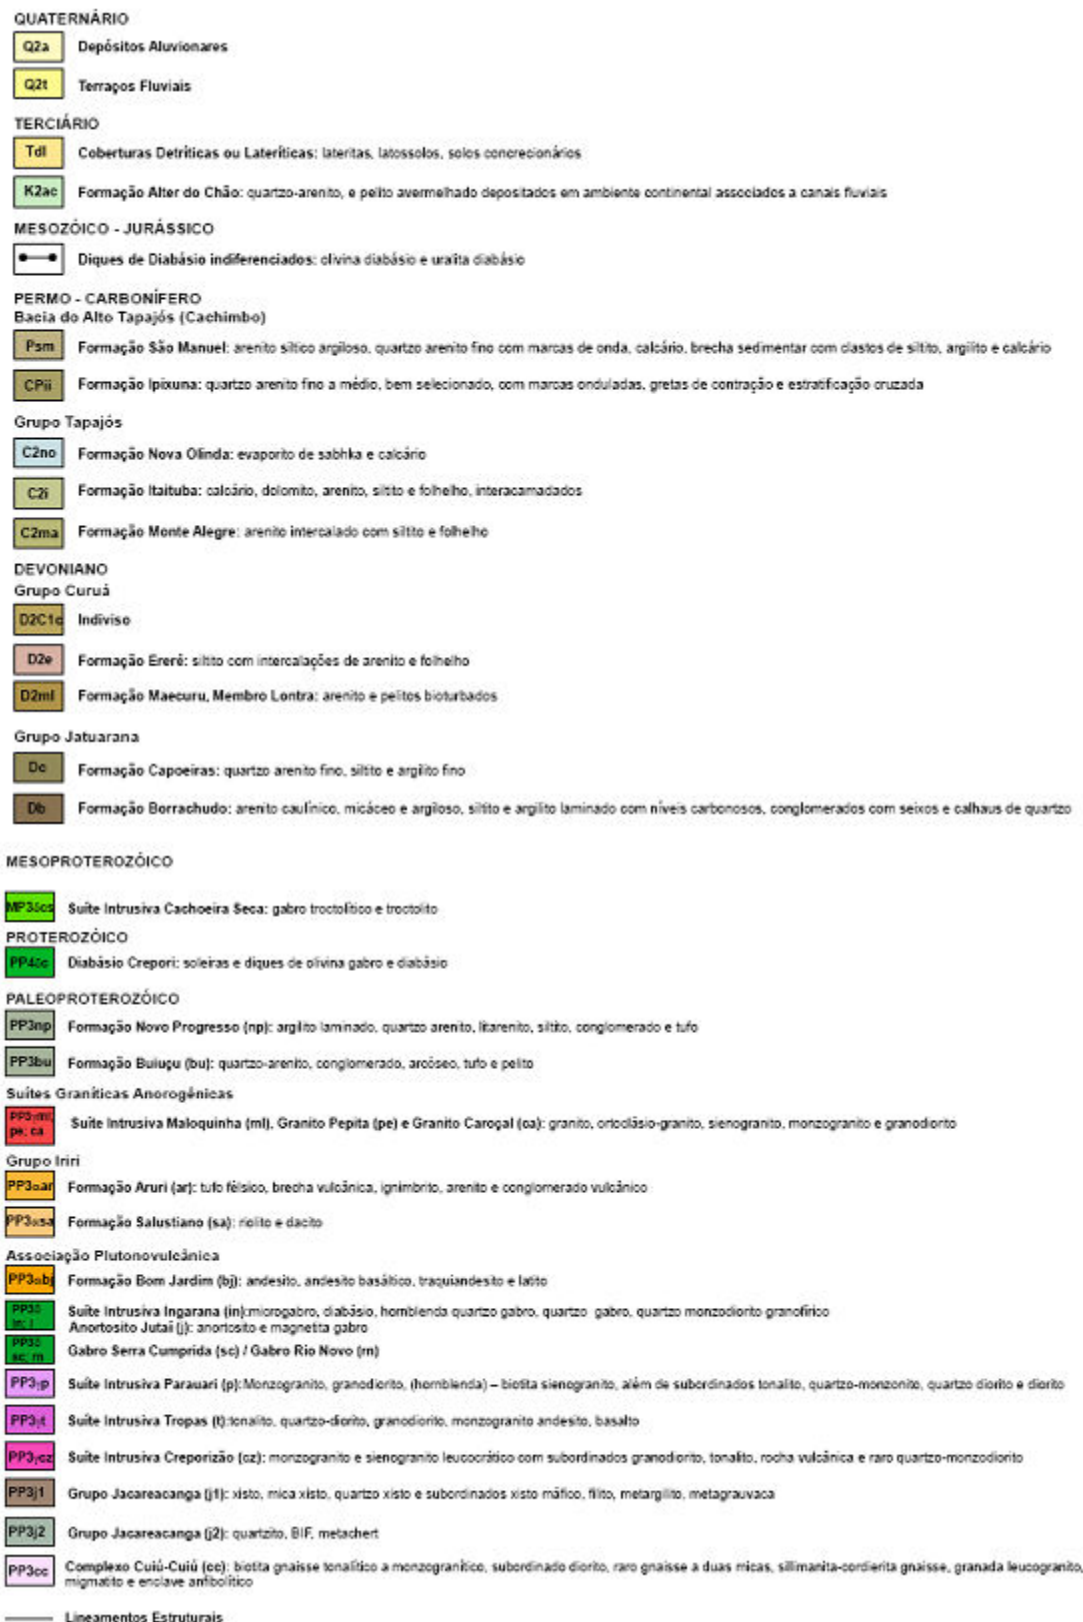 QUATERNÁRIO
Q2a Depósitos Aluvionares
Q2t Terraços Fluviais
TERCIÁRIO
Tdl Coberturas Detríticas ou Lateríticas: lateritas, latossolos, solos concrecionários
K2ac Formação Alter do Chão: quartzo-arenito, e pelito avermelhado depositados em ambiente continental associados a canais fluviais
MESOZÓICO - JURÁSSICO
Diques de Diabásio indiferenciados: olivina diabásio e uralita diabásio
PERMO - CARBONÍFERO
Bacia do Alto Tapajós (Cachimbo)
Psm Formação São Manuel: arenito síltico argiloso, quartzo arenito fino com marcas de onda, calcário, brecha sedimentar com clastos de siltito, argilito e calcário
CPii Formação Ipixuna: quartzo arenito fino a médio, bem selecionado, com marcas onduladas, gretas de contração e estratificação cruzada
Grupo Tapajós
C2no Formação Nova Olinda: evaporito de sabhka e calcário
C2i Formação Itaituba: calcário, dolomito, arenito, siltito e folhelho, interacamadados
C2ma Formação Monte Alegre: arenito intercalado com siltito e folhelho
DEVONIANO
Grupo Curuá
D2C1c Indiviso
D2e Formação Ererê: siltito com intercalações de arenito e folhelho
D2ml Formação Maecuru, Membro Lontra: arenito e pelitos bioturbados
Grupo Jatuarana
Dc Formação Capoeiras: quartzo arenito fino, siltito e argilito fino
Db Formação Borrachudo: arenito caulínico, micáceo e argiloso, siltito e argilito laminado com níveis carbonosos, conglomerados com seixos e calhaus de quartzo
MESOPROTEROZÓICO
MP3δcs Suíte Intrusiva Cachoeira Seca: gabro troctolítico e troctolito
PROTEROZÓICO
PP4δc Diabásio Crepori: soleiras e diques de olivina gabro e diabásio
PALEOPROTEROZÓICO
PP3np Formação Novo Progresso (np): argilito laminado, quartzo arenito, litarenito, siltito, conglomerado e tufo
PP3bu Formação Buiuçu (bu): quartzo-arenito, conglomerado, arcóseo, tufo e pelito
Suítes Graníticas Anorogênicas
PP3γml; pe; ca Suíte Intrusiva Maloquinha (ml), Granito Pepita (pe) e Granito Caroçal (ca): granito, ortoclásio-granito, sienogranito, monzogranito e granodiorito
Grupo Iriri
PP3αar Formação Aruri (ar): tufo félsico, brecha vulcânica, ignimbrito, arenito e conglomerado vulcânico
PP3αsa Formação Salustiano (sa): riolito e dacito
Associação Plutonovulcânica
PP3αbj Formação Bom Jardim (bj): andesito, andesito basáltico, traquiandesito e latito
PP3δ in; j Suíte Intrusiva Ingarana (in):microgabro, diabásio, hornblenda quartzo gabro, quartzo gabro, quartzo monzodiorito granofírico
Anortosito Jutaí (j): anortosito e magnetita gabro
PP3δ sc; rn Gabro Serra Cumprida (sc) / Gabro Rio Novo (rn)
PP3γp Suíte Intrusiva Parauari (p):Monzogranito, granodiorito, (hornblenda) – biotita sienogranito, além de subordinados tonalito, quartzo-monzonito, quartzo diorito e diorito
PP3γt Suíte Intrusiva Tropas (t):tonalito, quartzo-diorito, granodiorito, monzogranito andesito, basalto
PP3γcz Suíte Intrusiva Creporizão (cz): monzogranito e sienogranito leucocrático com subordinados granodiorito, tonalito, rocha vulcânica e raro quartzo-monzodiorito
PP3j1 Grupo Jacareacanga (j1): xisto, mica xisto, quartzo xisto e subordinados xisto máfico, filito, metargilito, metagrauvaca
PP3j2 Grupo Jacareacanga (j2): quartzito, BIF, metachert
PP3cc Complexo Cuiú-Cuiú (cc): biotita gnaisse tonalítico a monzogranítico, subordinado diorito, raro gnaisse a duas micas, sillimanita-cordierita gnaisse, granada leucogranito,
migmatito e enclave anfibolítico
Lineamentos Estruturais